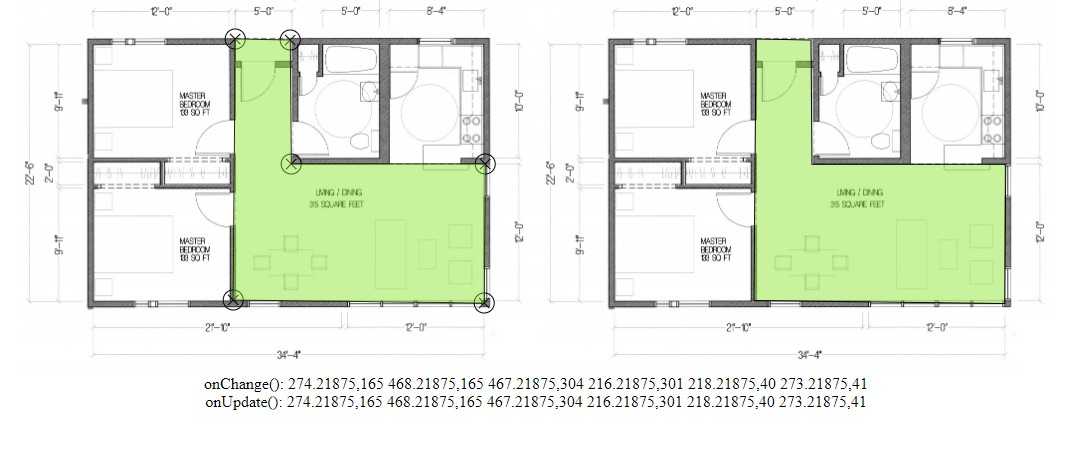 12'-0"
5'-0"
5'-0"
8'-4"
12'-0"
5'-0"
5'-0"
8'-4"
MASTER
BEDROOM
133 SQ FT
9'-11"
10'-0"
MASTER
BEDROOM
133 SQ FT
9'-11"
10'-0"
22'-6"
2'-0"
22'-6"
2'-0"
LIVING / DINING
315 SQUARE FEET
LIVING / DINING
315 SQUARE FEET
MASTER
BEDROOM
133 SQ FT
9'-11"
12'-0"
MASTER
BEDROOM
133 SQ FT
9'-11"
12'-0"
21'-10"
12'-0"
21'-10"
12'-0"
34'-4"
34'-4"
onChange(): 274.21875,165 468.21875,165 467.21875,304 216.21875,301 218.21875,40 273.21875,41
onUpdate(): 274.21875,165 468.21875,165 467.21875,304 216.21875,301 218.21875,40 273.21875,41